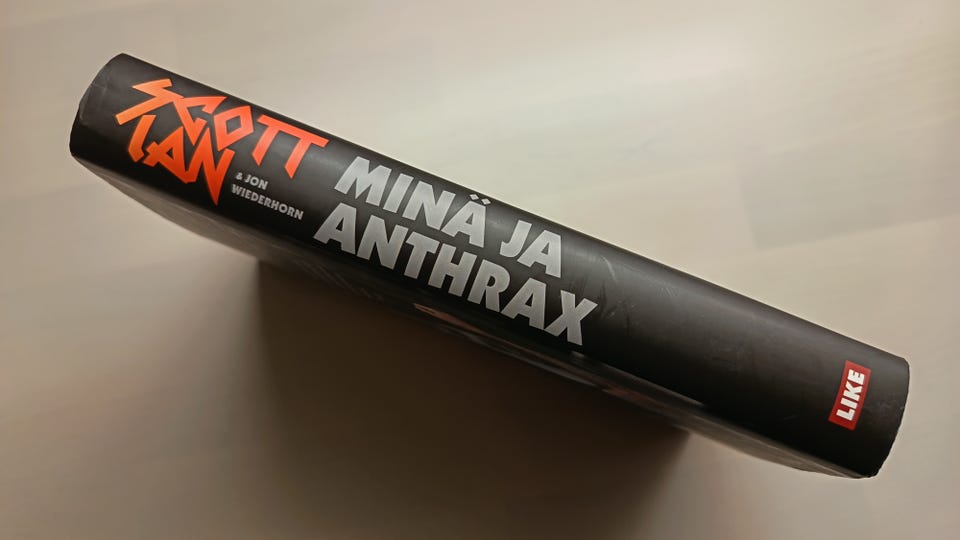 SCOTT
IAN
& JON
WIEDERHORN
MINÄ JA
ANTHRAX
LIKE